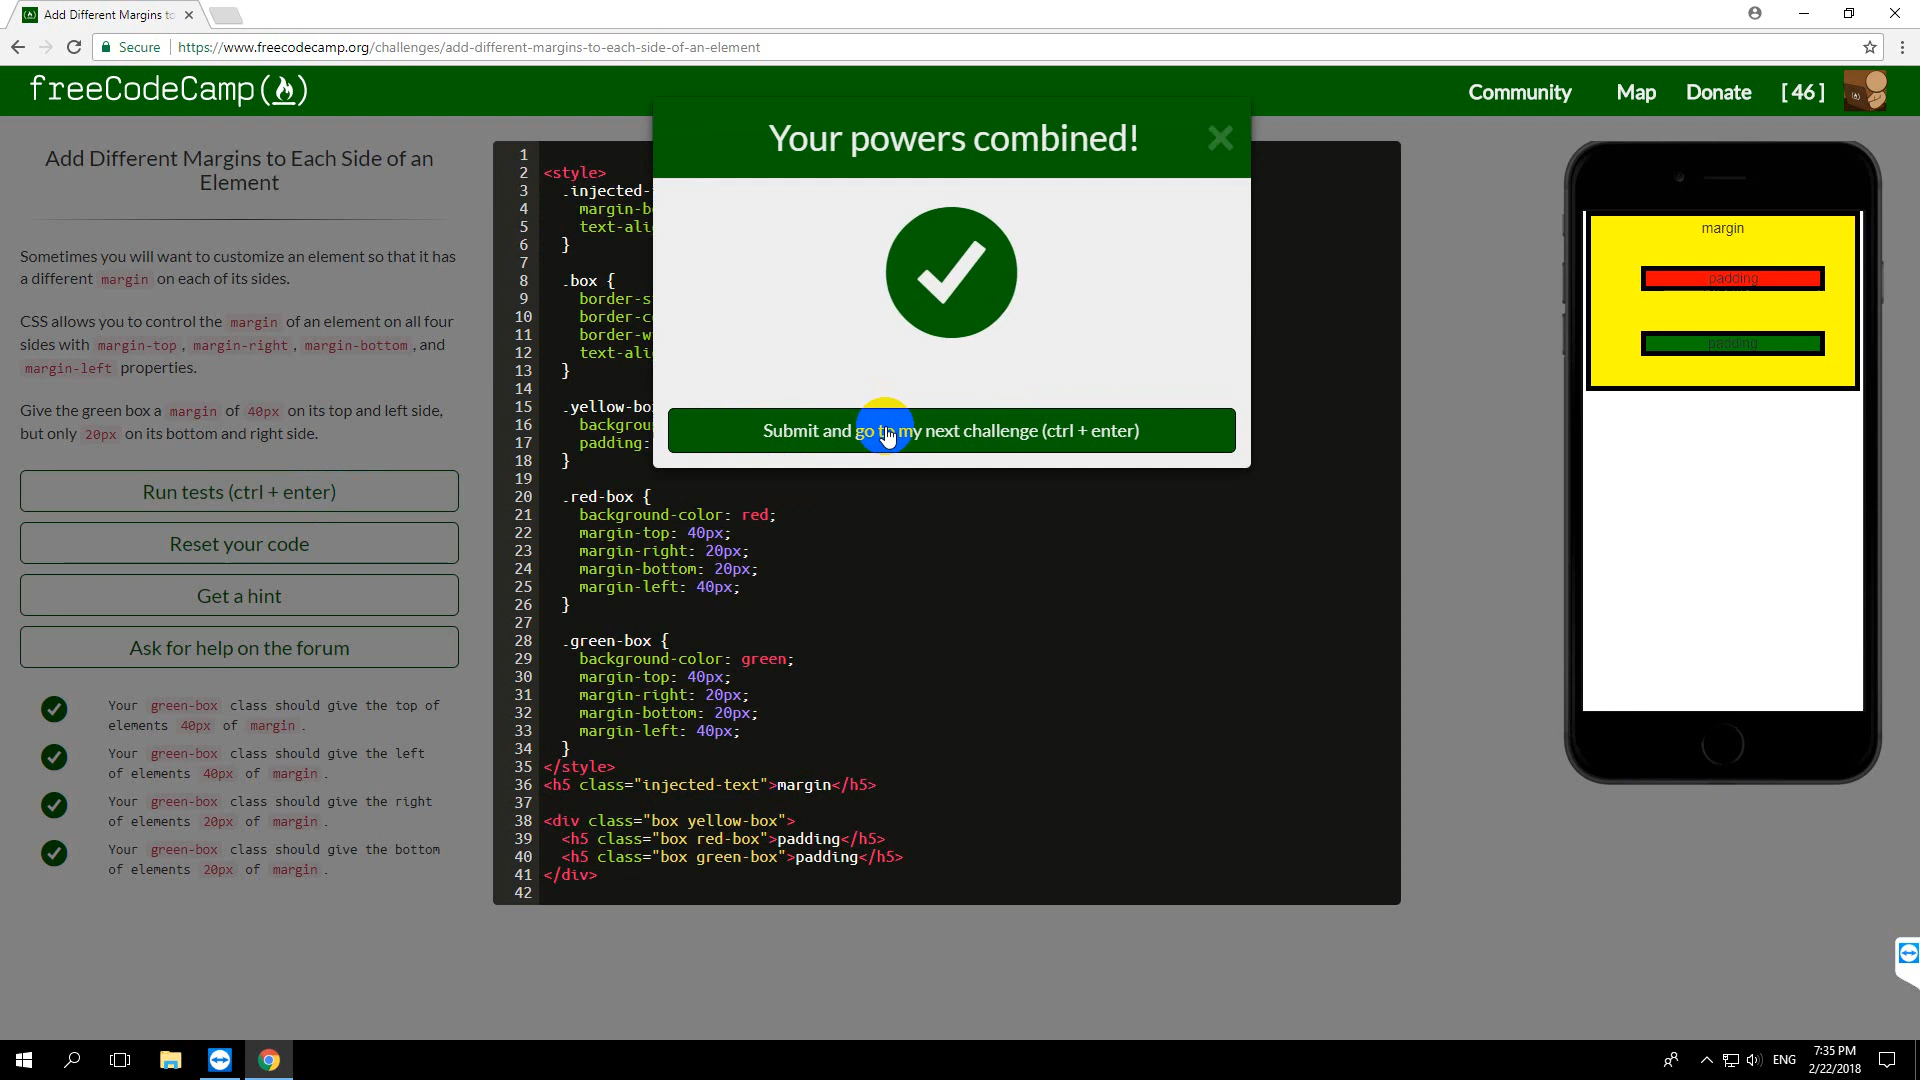 Add Different Margins to
Secure https://www.freecodecamp.org/challenges/add-different-margins-to-each-side-of-an-element
freeCodeCamp
Community Map Donate [ 46 ]
Add Different Margins to Each Side of an
Element
Sometimes you will want to customize an element so that it has
a different margin on each of its sides.
CSS allows you to control the margin of an element on all four
sides with margin-top , margin-right , margin-bottom , and
margin-left properties.
Give the green box a margin of 40px on its top and left side,
but only 20px on its bottom and right side.
Run tests (ctrl + enter)
Reset your code
Get a hint
Ask for help on the forum
Your green-box class should give the top of
elements 40px of margin .
Your green-box class should give the left
of elements 40px of margin .
Your green-box class should give the right
of elements 20px of margin .
Your green-box class should give the bottom
of elements 20px of margin .
1
2 <style>
3 .injected-
4 margin-b
5 text-ali
6 }
7
8 .box {
9 border-s
10 border-c
11 border-w
12 text-ali
13 }
14
15 .yellow-bo
16 backgrou
17 padding:
18 }
19
20 .red-box {
21 background-color: red;
22 margin-top: 40px;
23 margin-right: 20px;
24 margin-bottom: 20px;
25 margin-left: 40px;
26 }
27
28 .green-box {
29 background-color: green;
30 margin-top: 40px;
31 margin-right: 20px;
32 margin-bottom: 20px;
33 margin-left: 40px;
34 }
35 </style>
36 <h5 class="injected-text">margin</h5>
37
38 <div class="box yellow-box">
39 <h5 class="box red-box">padding</h5>
40 <h5 class="box green-box">padding</h5>
41 </div>
42
Your powers combined!
Submit and go to my next challenge (ctrl + enter)
margin
padding
padding
ENG
7:35 PM
2/22/2018